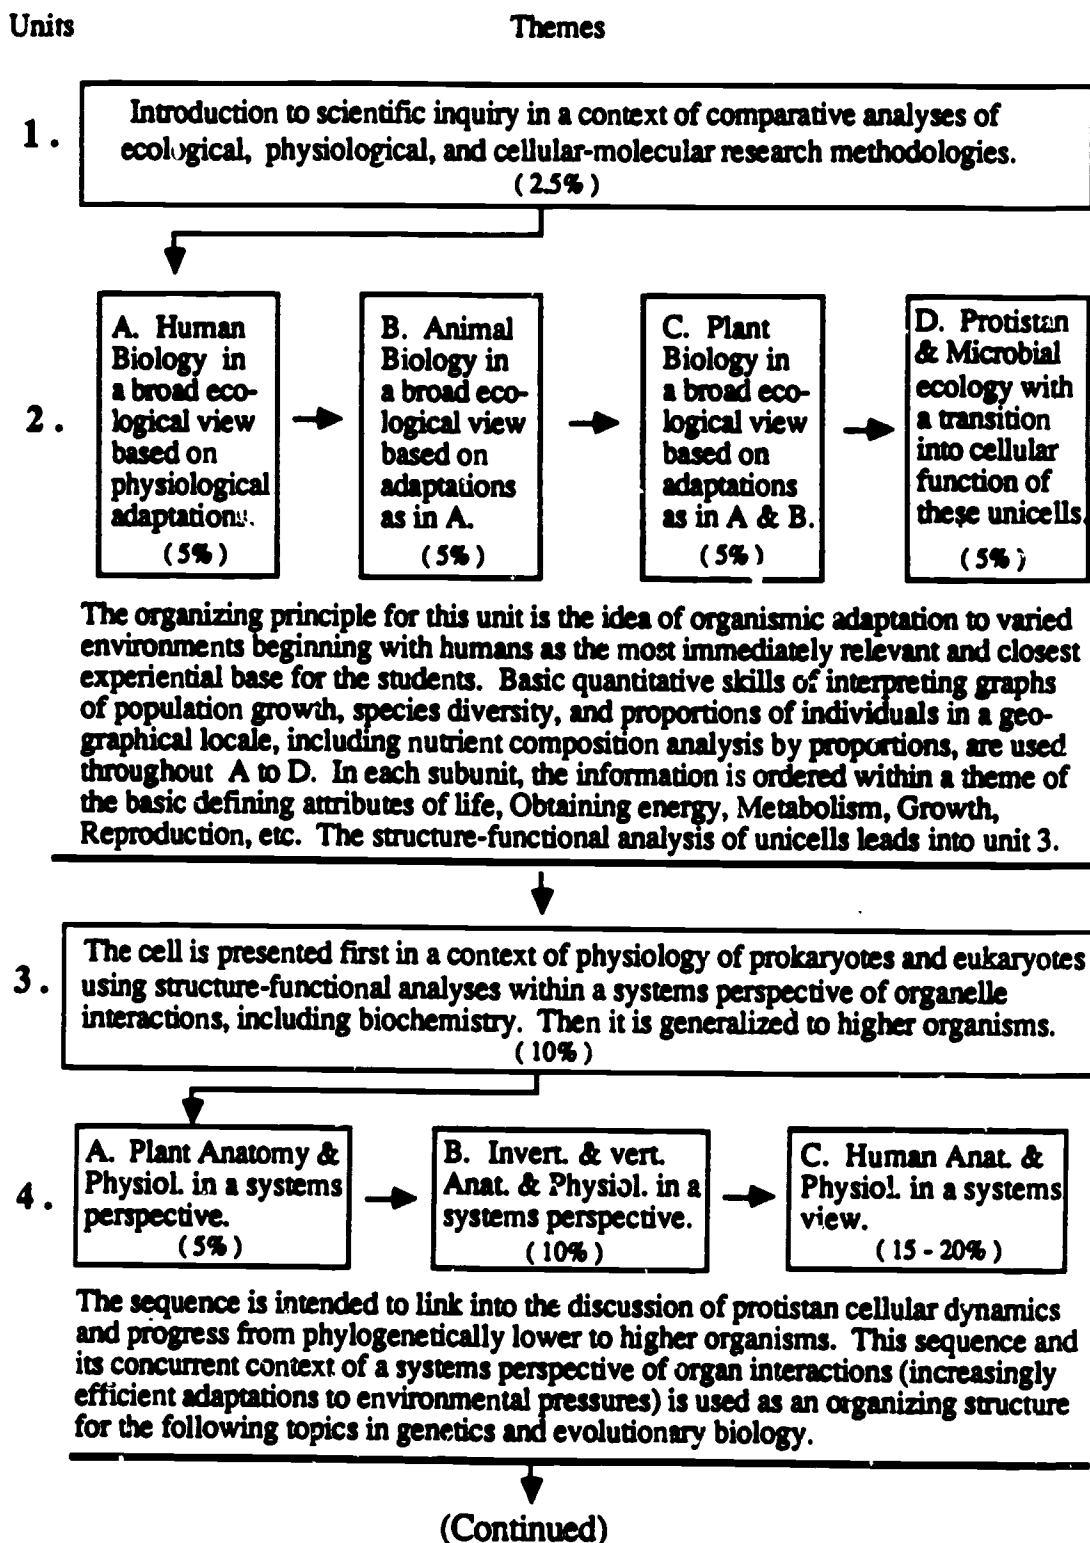 Units
Themes
1.
Introduction to scientific inquiry in a context of comparative analyses of
ecological, physiological, and cellular-molecular research methodologies.
(2.5%)
2.
A. Human
Biology in
a broad eco-
logical view
based on
physiological
adaptations.
(5%)
B. Animal
Biology in
a broad eco-
logical view
based on
adaptations
as in A.
(5%)
C. Plant
Biology in
a broad eco-
logical view
based on
adaptations
as in A & B.
(5%)
D. Protistan
& Microbial
ecology with
a transition
into cellular
function of
these unicells.
(5%)
The organizing principle for this unit is the idea of organismic adaptation to varied
environments beginning with humans as the most immediately relevant and closest
experiential base for the students. Basic quantitative skills of interpreting graphs
of population growth, species diversity, and proportions of individuals in a geo-
graphical locale, including nutrient composition analysis by proportions, are used
throughout A to D. In each subunit, the information is ordered within a theme of
the basic defining attributes of life, Obtaining energy, Metabolism, Growth,
Reproduction, etc. The structure-functional analysis of unicells leads into unit 3.
3.
The cell is presented first in a context of physiology of prokaryotes and eukaryotes
using structure-functional analyses within a systems perspective of organelle
interactions, including biochemistry. Then it is generalized to higher organisms.
(10%)
4.
A. Plant Anatomy &
Physiol. in a systems
perspective.
(5%)
B. Invert. & vert.
Anat. & Physiol. in a
systems perspective.
(10%)
C. Human Anat. &
Physiol. in a systems
view.
(15 - 20%)
The sequence is intended to link into the discussion of protistan cellular dynamics
and progress from phylogenetically lower to higher organisms. This sequence and
its concurrent context of a systems perspective of organ interactions (increasingly
efficient adaptations to environmental pressures) is used as an organizing structure
for the following topics in genetics and evolutionary biology.
(Continued)